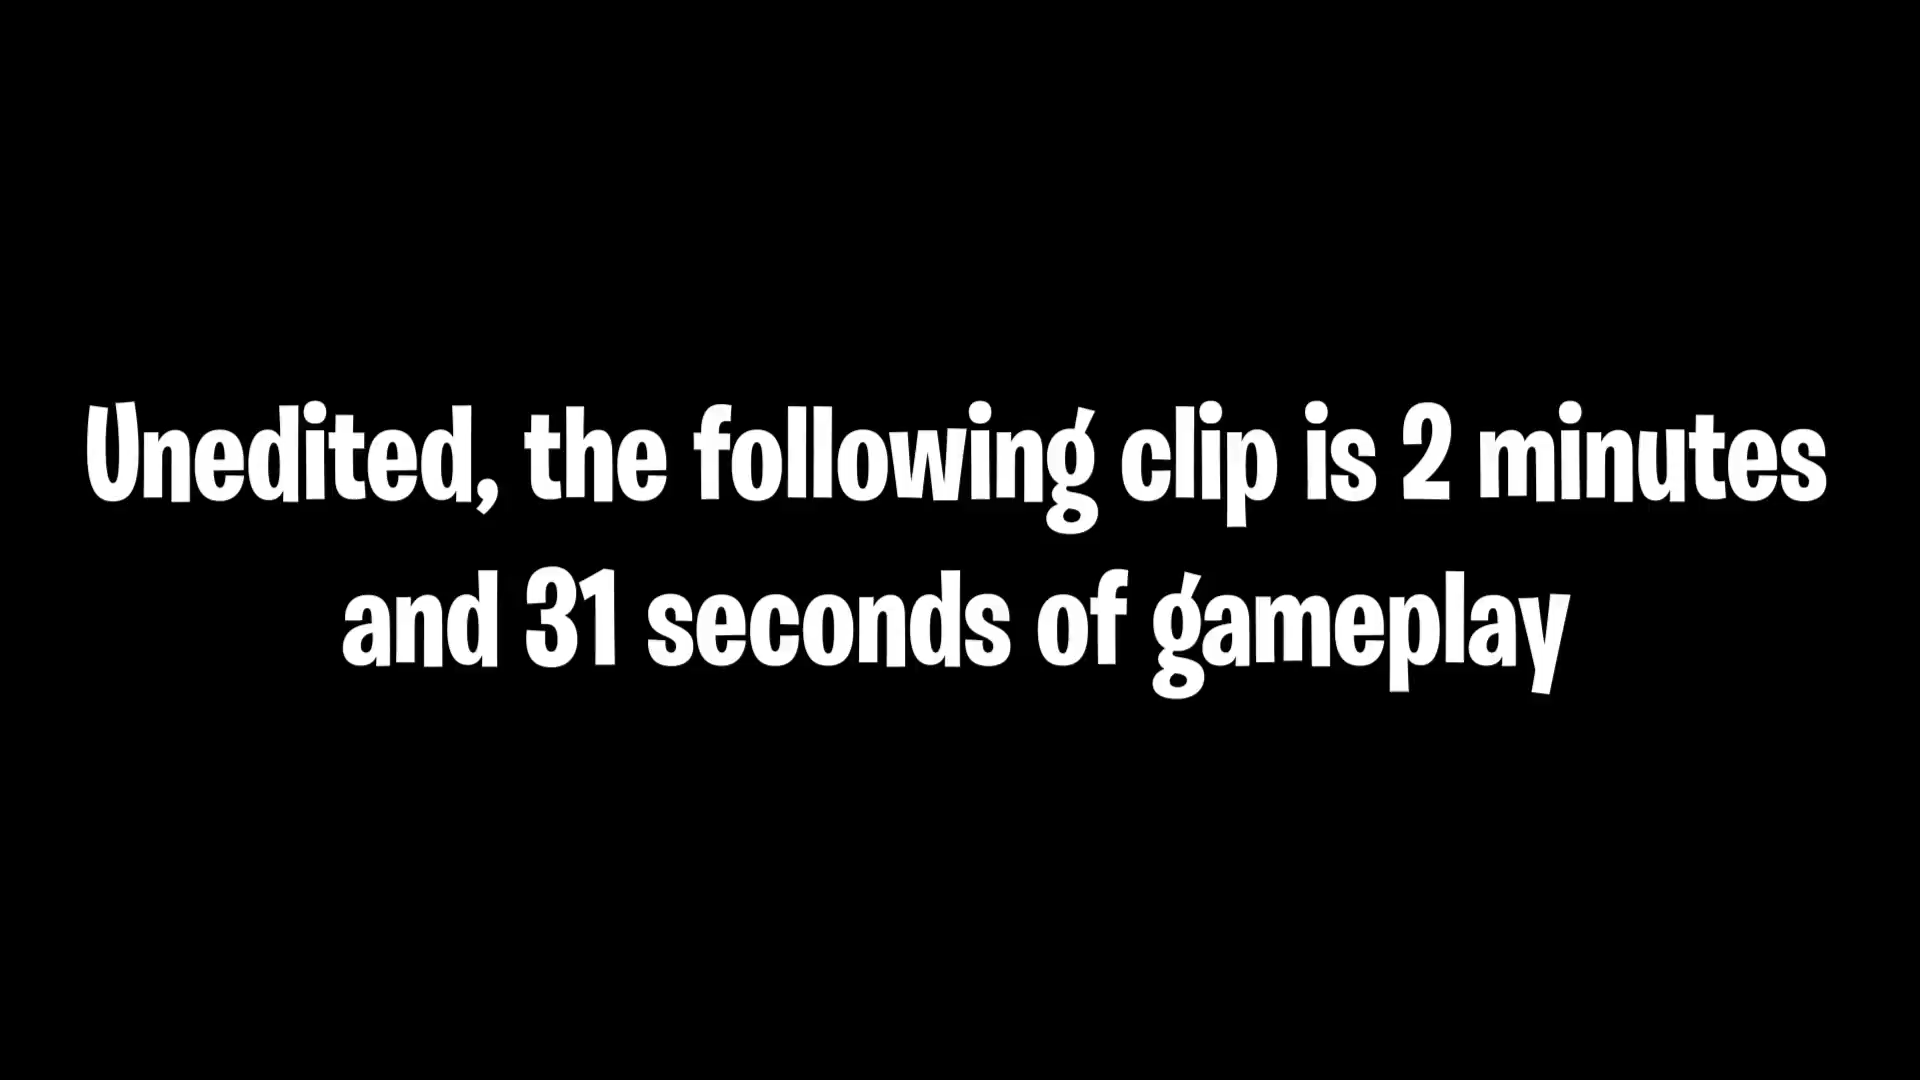 Unedited, the following clip is 2 minutes
and 31 seconds of gameplay